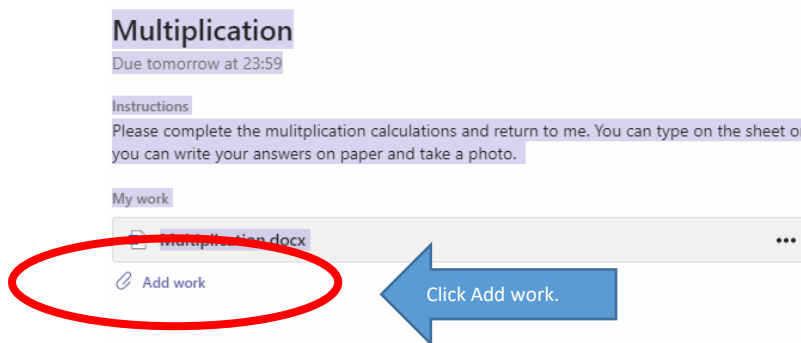 Multiplication
Due tomorrow at 23:59
Instructions
Please complete the mulitplication calculations and return to me. You can type on the sheet or
you can write your answers on paper and take a photo.
My work
Multiplication.docx
Add work
Click Add work.